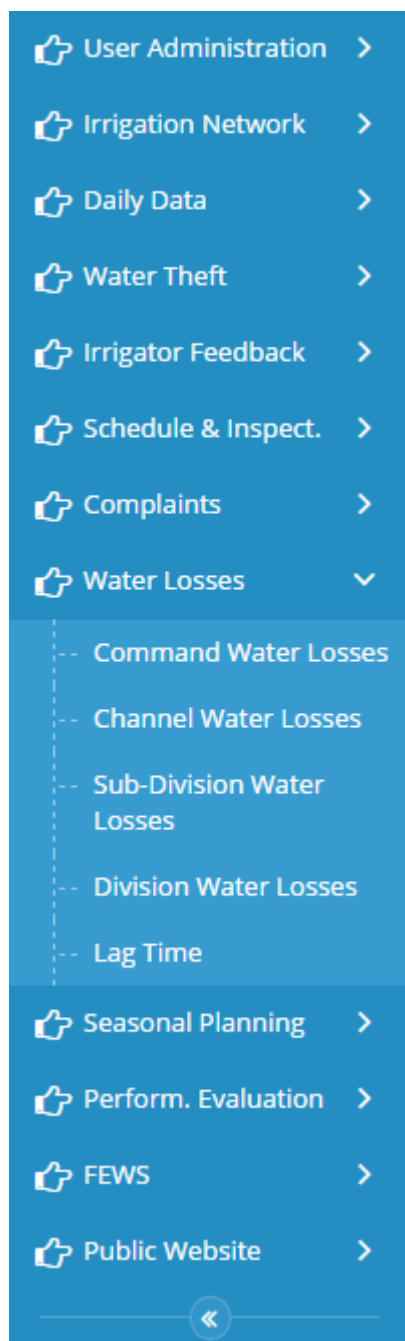 User Administration
Irrigation Network
Daily Data
Water Theft
Irrigator Feedback
Schedule & Inspect.
Complaints
Water Losses
Command Water Losses
Channel Water Losses
Sub-Division Water
Losses
Division Water Losses
Lag Time
Seasonal Planning
Perform. Evaluation
FEWS
Public Website